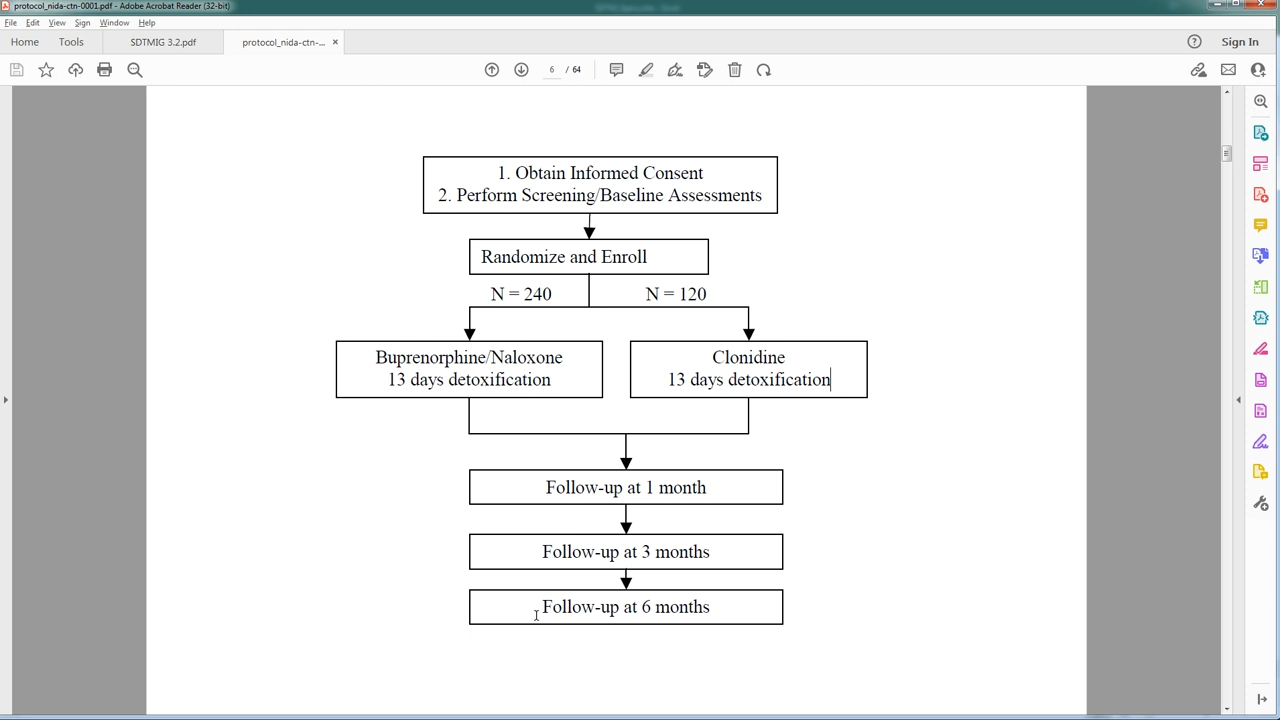 protocol_nida-ctn-0001.pdf - Adobe Acrobat Reader (32-bit)
File Edit View Sign Window Help
Home Tools SDTMIG 3.2.pdf protocol_nida-ctn-... × Sign In
6 / 64
1. Obtain Informed Consent
2. Perform Screening/Baseline Assessments
Randomize and Enroll
N = 240 N = 120
Buprenorphine/Naloxone
13 days detoxification
Clonidine
13 days detoxification
Follow-up at 1 month
Follow-up at 3 months
Follow-up at 6 months